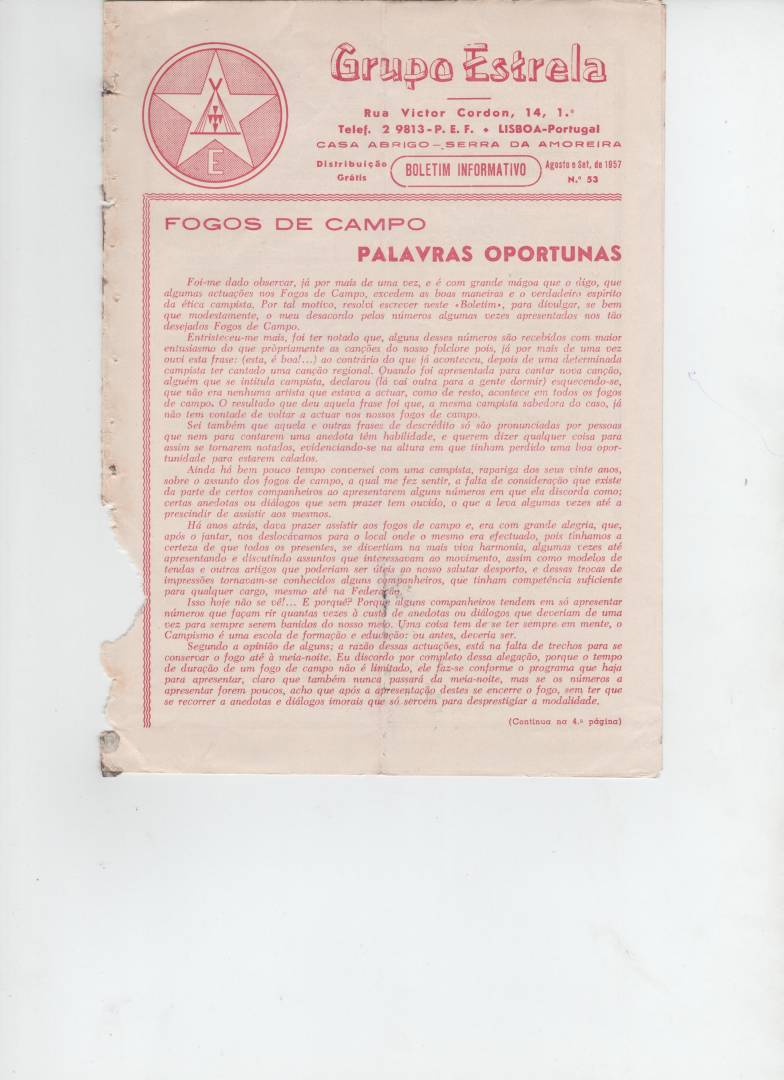 Grupo Estrela
Rua Victor Cordon, 14, 1.º
Telef. 2 9813-P. E. F. • LISBOA-Portugal
CASA ABRIGO—SERRA DA AMOREIRA
Distribuição Grátis
BOLETIM INFORMATIVO
Agosto e Set. de 1957
N.º 53
E
FOGOS DE CAMPO
PALAVRAS OPORTUNAS
Foi-me dado observar, já por mais de uma vez, e é com grande mágoa que o digo, que
algumas actuações nos Fogos de Campo, excedem as boas maneiras e o verdadeiro espírito
da ética campista. Por tal motivo, resolvi escrever neste «Boletim», para divulgar, se bem
que modestamente, o meu desacordo pelos números algumas vezes apresentados nos tão
desejados Fogos de Campo.
Entristeceu-me mais, foi ter notado que, alguns desses números são recebidos com maior
entusiasmo do que pròpriamente as canções do nosso folclore pois, já por mais de uma vez
ouvi esta frase: (esta, é boa!...) ao contrário do que já aconteceu, depois de uma determinada
campista ter cantado uma canção regional. Quando foi apresentada para cantar nova canção,
alguém que se intitula campista, declarou (lá vai outra para a gente dormir) esquecendo-se,
que não era nenhuma artista que estava a actuar, como de resto, acontece em todos os fogos
de campo. O resultado que deu aquela frase foi que, a mesma campista sabedora do caso, já
não tem vontade de voltar a actuar nos nossos fogos de campo.
Sei também que aquela e outras frases de descrédito só são pronunciadas por pessoas
que nem para contarem uma anedota têm habilidade, e querem dizer qualquer coisa para
assim se tornarem notados, evidenciando-se na altura em que tinham perdido uma boa opor-
tunidade para estarem calados.
Ainda há bem pouco tempo conversei com uma campista, rapariga dos seus vinte anos,
sobre o assunto dos fogos de campo, a qual me fez sentir, a falta de consideração que existe
da parte de certos companheiros ao apresentarem alguns números em que ela discorda como;
certas anedotas ou diálogos que sem prazer tem ouvido, o que a leva algumas vezes até a
prescindir de assistir aos mesmos.
Há anos atrás, dava prazer assistir aos fogos de campo e, era com grande alegria, que,
após o jantar, nos deslocávamos para o local onde o mesmo era efectuado, pois tínhamos a
certeza de que todos os presentes, se divertiam na mais viva harmonia, algumas vezes até
apresentando e discutindo assuntos que interessavam ao movimento, assim como modelos de
tendas e outros artigos que poderiam ser úteis ao nosso salutar desporto, e dessas trocas de
impressões tornavam-se conhecidos alguns companheiros, que tinham competência suficiente
para qualquer cargo, mesmo até na Federação.
Isso hoje não se vê!... E porquê? Porque alguns companheiros tendem em só apresentar
números que façam rir quantas vezes à custa de anedotas ou diálogos que deveriam de uma
vez para sempre serem banidos do nosso meio. Uma coisa tem de se ter sempre em mente, o
Campismo é uma escola de formação e educação: ou antes, deveria ser.
Segundo a opinião de alguns; a razão dessas actuações, está na falta de trechos para se
conservar o fogo até à meia-noite. Eu discordo por completo dessa alegação, porque o tempo
de duração de um fogo de campo não é limitado, ele faz-se conforme o programa que haja
para apresentar, claro que também nunca passará da meia-noite, mas se os números a
apresentar forem poucos, acho que após a apresentação destes se encerre o fogo, sem ter que
se recorrer a anedotas e diálogos imorais que só servem para desprestigiar a modalidade.
(Continua na 4.ª página)